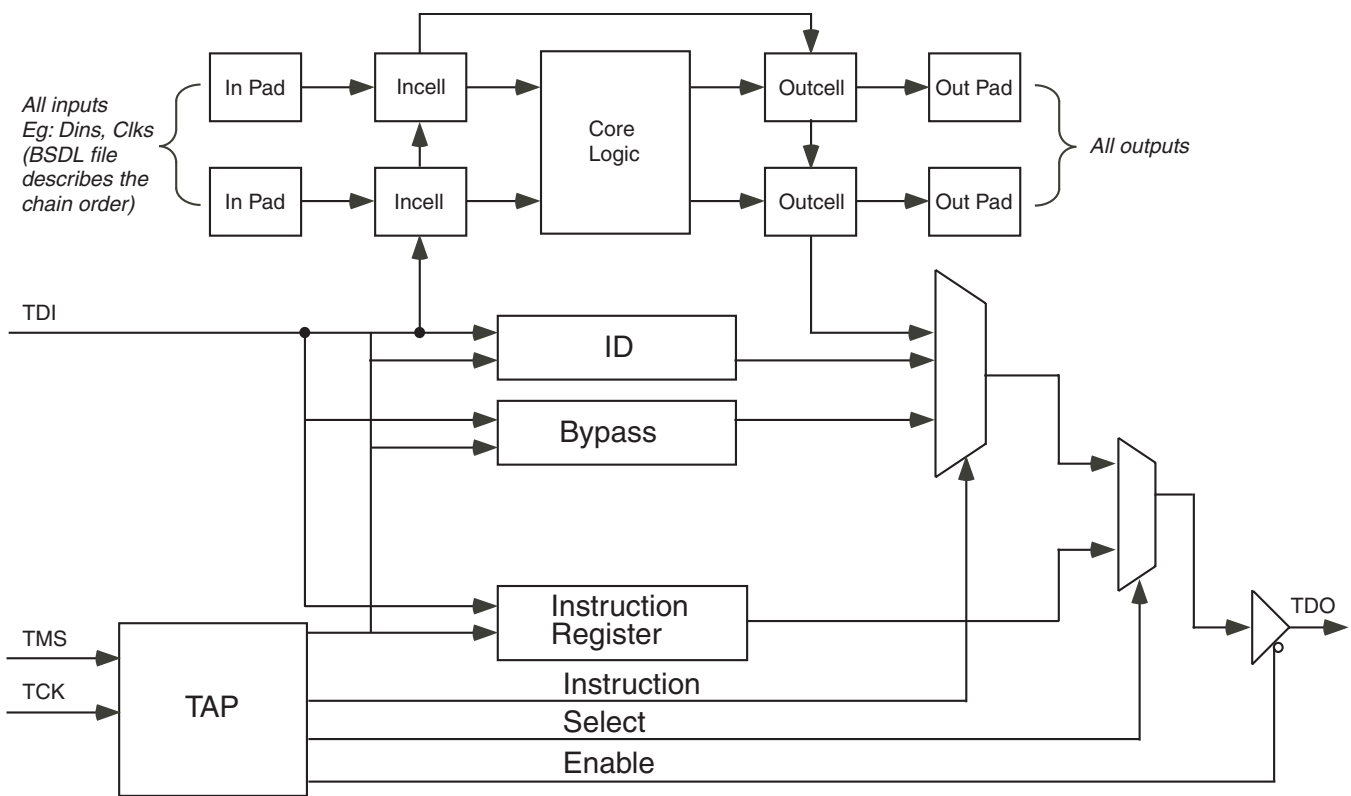 In Pad
Incell
Core
Logic
Outcell
Out Pad
All inputs
Eg: Dins, Clks
(BSDL file
describes the
chain order)
All outputs
In Pad
Incell
Outcell
Out Pad
TDI
ID
Bypass
Instruction
Register
TDO
TMS
TCK
TAP
Instruction
Select
Enable